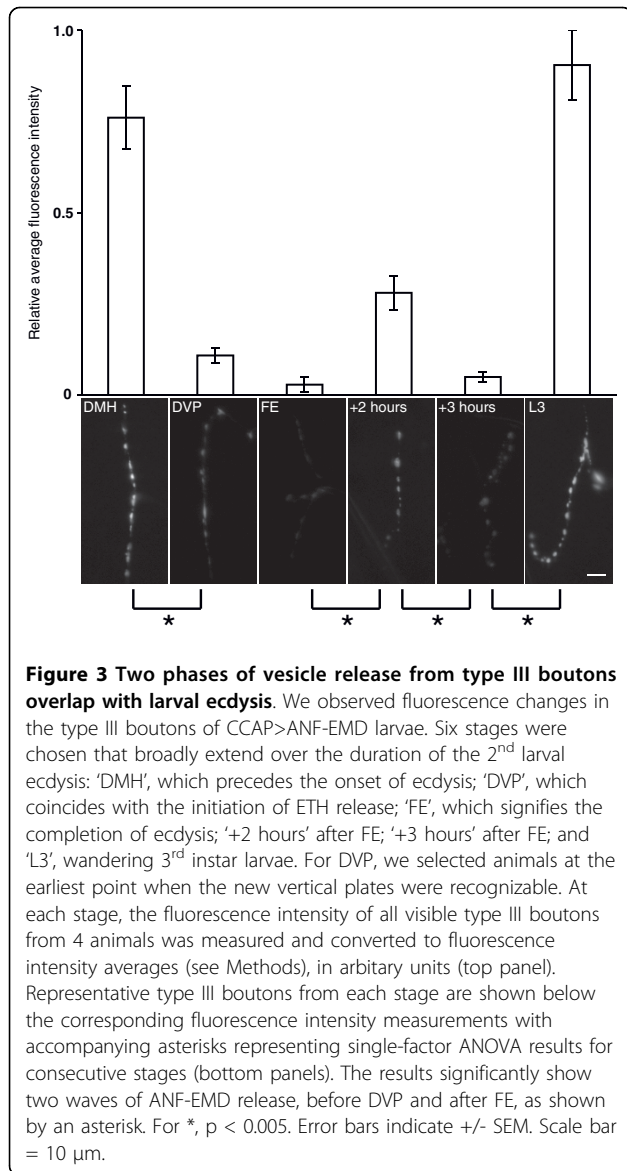 1.0
Relative average fluorescence intensity
0.5
0
DMH
DVP
FE
+2 hours
+3 hours
L3
* * * *
Figure 3 Two phases of vesicle release from type III boutons
overlap with larval ecdysis. We observed fluorescence changes in
the type III boutons of CCAP>ANF-EMD larvae. Six stages were
chosen that broadly extend over the duration of the 2nd larval
ecdysis: ‘DMH’, which precedes the onset of ecdysis; ‘DVP’, which
coincides with the initiation of ETH release; ‘FE’, which signifies the
completion of ecdysis; ‘+2 hours’ after FE; ‘+3 hours’ after FE; and
‘L3’, wandering 3rd instar larvae. For DVP, we selected animals at the
earliest point when the new vertical plates were recognizable. At
each stage, the fluorescence intensity of all visible type III boutons
from 4 animals was measured and converted to fluorescence
intensity averages (see Methods), in arbitary units (top panel).
Representative type III boutons from each stage are shown below
the corresponding fluorescence intensity measurements with
accompanying asterisks representing single-factor ANOVA results for
consecutive stages (bottom panels). The results significantly show
two waves of ANF-EMD release, before DVP and after FE, as shown
by an asterisk. For *, p < 0.005. Error bars indicate +/- SEM. Scale bar
= 10 μm.